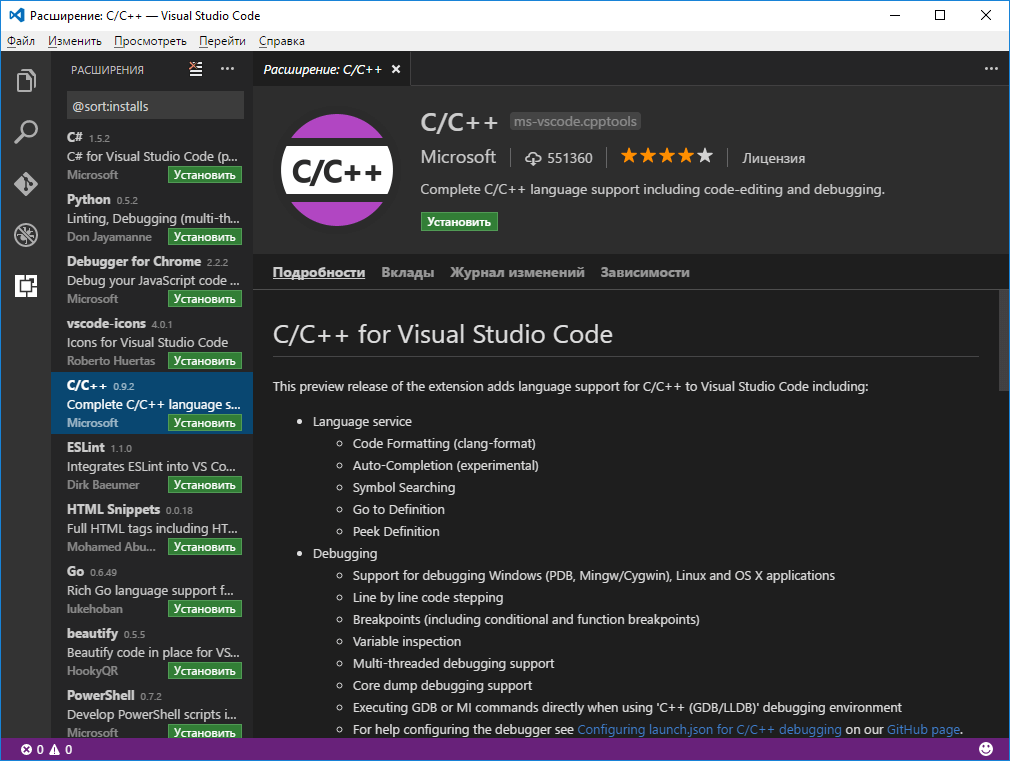 Расширение: C/C++ — Visual Studio Code
Файл Изменить Просмотреть Перейти Справка
РАСШИРЕНИЯ
@sort:installs
C# 1.5.2
C# for Visual Studio Code (p...
Microsoft Установить
Python 0.5.2
Linting, Debugging (multi-th...
Don Jayamanne Установить
Debugger for Chrome 2.2.2
Debug your JavaScript code ...
Microsoft Установить
vscode-icons 4.0.1
Icons for Visual Studio Code
Roberto Huertas Установить
C/C++ 0.9.2
Complete C/C++ language s...
Microsoft Установить
ESLint 1.1.0
Integrates ESLint into VS Co...
Dirk Baeumer Установить
HTML Snippets 0.0.18
Full HTML tags including HT...
Mohamed Abu... Установить
Go 0.6.49
Rich Go language support f...
lukehoban Установить
beautify 0.5.5
Beautify code in place for VS...
HookyQR Установить
PowerShell 0.7.2
Develop PowerShell scripts i...
Microsoft Установить
Расширение: C/C++
C/C++
C/C++ ms-vscode.cpptools
Microsoft 551360 Лицензия
Complete C/C++ language support including code-editing and debugging.
Установить
Подробности Вклады Журнал изменений Зависимости
C/C++ for Visual Studio Code
This preview release of the extension adds language support for C/C++ to Visual Studio Code including:
Language service
Code Formatting (clang-format)
Auto-Completion (experimental)
Symbol Searching
Go to Definition
Peek Definition
Debugging
Support for debugging Windows (PDB, Mingw/Cygwin), Linux and OS X applications
Line by line code stepping
Breakpoints (including conditional and function breakpoints)
Variable inspection
Multi-threaded debugging support
Core dump debugging support
Executing GDB or MI commands directly when using 'C++ (GDB/LLDB)' debugging environment
For help configuring the debugger see Configuring launch.json for C/C++ debugging on our GitHub page.
0 0